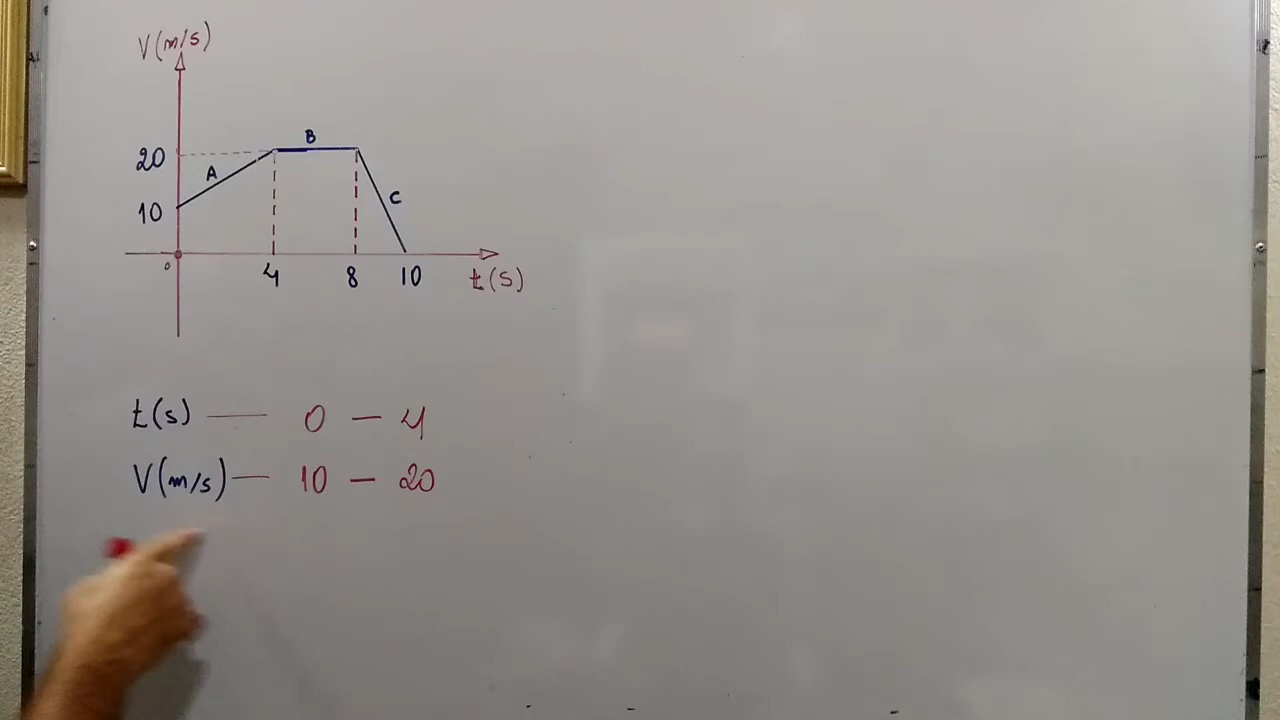 V(m/s)
B
20
A
C
10
0
4 8 10 t(s)
t(s) — 0 — 4
V(m/s) — 10 — 20